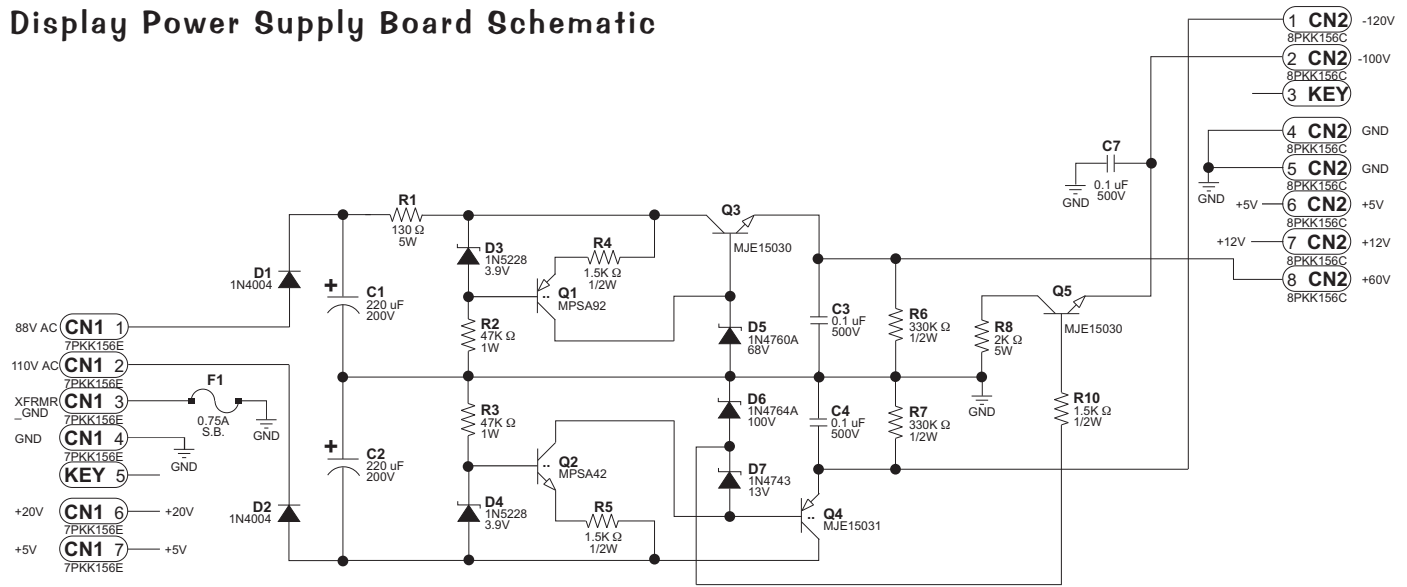 Display Power Supply Board Schematic
1 CN2 -120V
8PKK156C
2 CN2 -100V
8PKK156C
3 KEY
4 CN2 GND
8PKK156C
5 CN2 GND
8PKK156C
GND
+5V 6 CN2 +5V
8PKK156C
+12V 7 CN2 +12V
8PKK156C
8 CN2 +60V
8PKK156C
C7
0.1 uF
500V
GND
R1
130 Ω
5W
Q3
MJE15030
D3
1N5228
3.9V
R4
1.5K Ω
1/2W
D1
1N4004
+
C1
220 uF
200V
Q1
MPSA92
R2
47K Ω
1W
D5
1N4760A
68V
C3
0.1 uF
500V
R6
330K Ω
1/2W
R8
2K Ω
5W
Q5
MJE15030
88V AC CN1 1
7PKK156E
110V AC CN1 2
7PKK156E
XFRMR
_GND
CN1 3
7PKK156E
F1
0.75A
S.B.
GND
GND CN1 4
7PKK156E
GND
KEY 5
+20V CN1 6 +20V
7PKK156E
+5V CN1 7 +5V
7PKK156E
R3
47K Ω
1W
D6
1N4764A
100V
C4
0.1 uF
500V
R7
330K Ω
1/2W
GND
R10
1.5K Ω
1/2W
+
C2
220 uF
200V
Q2
MPSA42
D7
1N4743
13V
D2
1N4004
D4
1N5228
3.9V
R5
1.5K Ω
1/2W
Q4
MJE15031